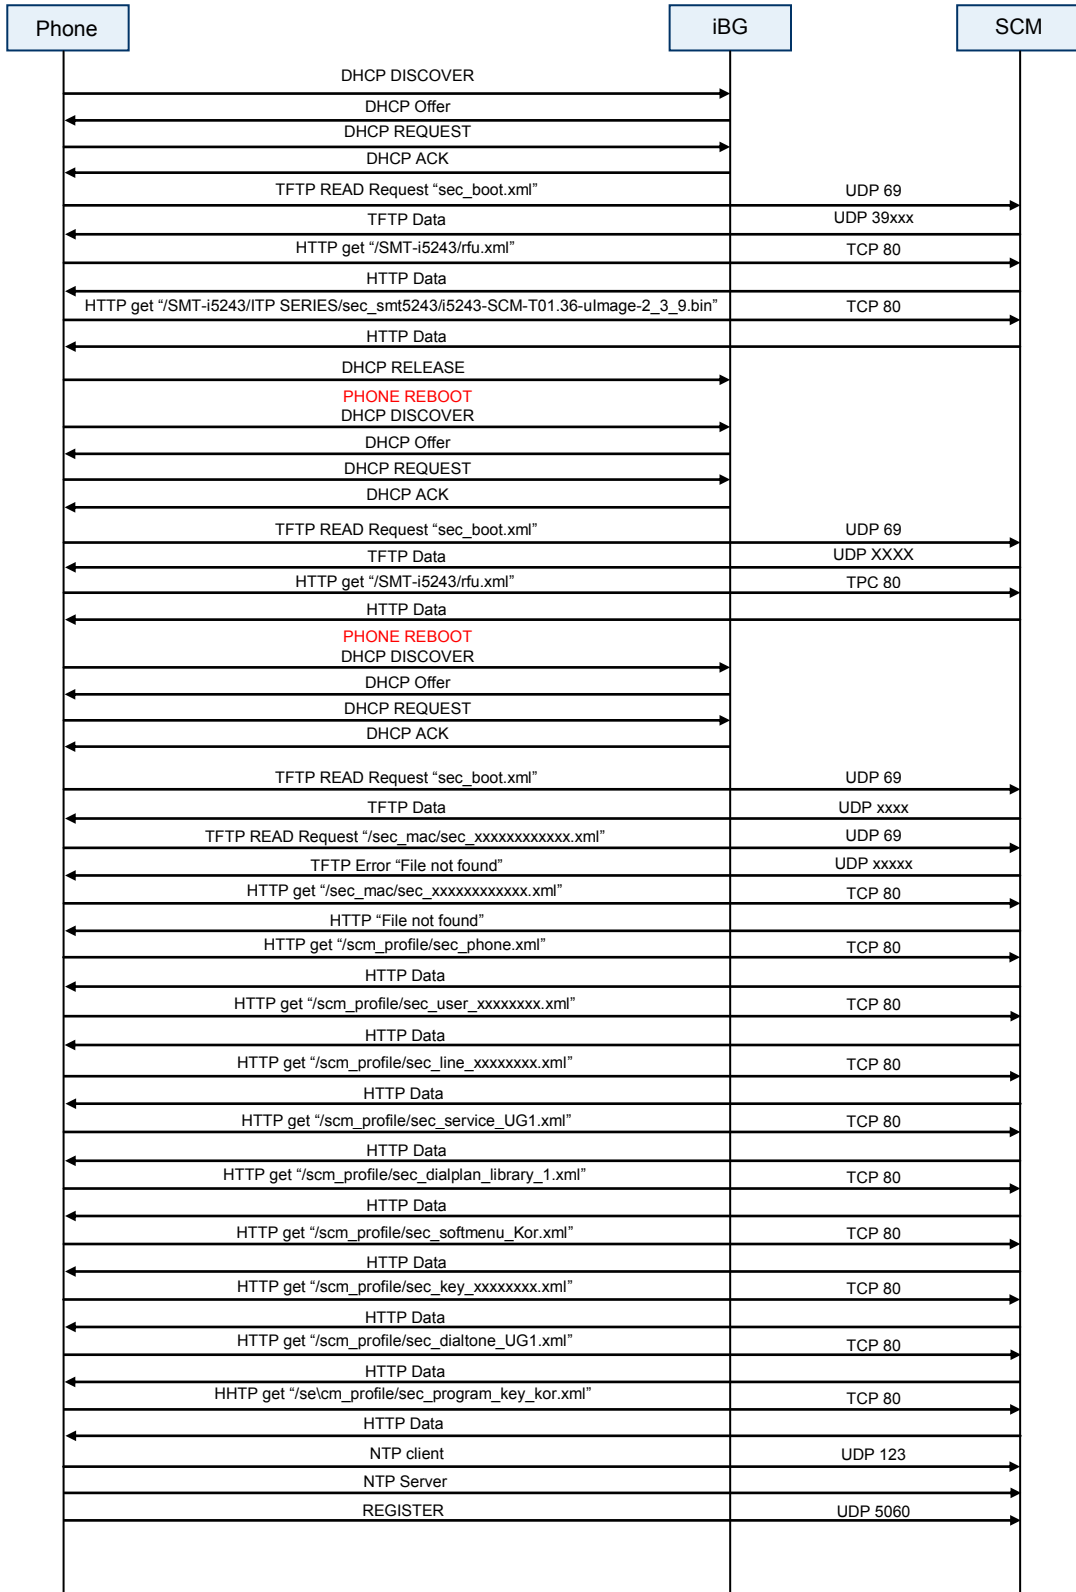 Phone iBG SCM
DHCP DISCOVER
DHCP Offer
DHCP REQUEST
DHCP ACK
TFTP READ Request “sec_boot.xml” UDP 69
TFTP Data UDP 39xxx
HTTP get “/SMT-i5243/rfu.xml” TCP 80
HTTP Data
HTTP get “/SMT-i5243/ITP SERIES/sec_smt5243/i5243-SCM-T01.36-uImage-2_3_9.bin” TCP 80
HTTP Data
DHCP RELEASE
PHONE REBOOT
DHCP DISCOVER
DHCP Offer
DHCP REQUEST
DHCP ACK
TFTP READ Request “sec_boot.xml” UDP 69
TFTP Data UDP XXXX
HTTP get “/SMT-i5243/rfu.xml” TPC 80
HTTP Data
PHONE REBOOT
DHCP DISCOVER
DHCP Offer
DHCP REQUEST
DHCP ACK
TFTP READ Request “sec_boot.xml” UDP 69
TFTP Data UDP xxxx
TFTP READ Request “/sec_mac/sec_xxxxxxxxxxxx.xml” UDP 69
TFTP Error “File not found” UDP xxxxx
HTTP get “/sec_mac/sec_xxxxxxxxxxxx.xml” TCP 80
HTTP “File not found”
HTTP get “/scm_profile/sec_phone.xml” TCP 80
HTTP Data
HTTP get “/scm_profile/sec_user_xxxxxxxx.xml” TCP 80
HTTP Data
HTTP get “/scm_profile/sec_line_xxxxxxxx.xml” TCP 80
HTTP Data
HTTP get “/scm_profile/sec_service_UG1.xml” TCP 80
HTTP Data
HTTP get “/scm_profile/sec_dialplan_library_1.xml” TCP 80
HTTP Data
HTTP get “/scm_profile/sec_softmenu_Kor.xml” TCP 80
HTTP Data
HTTP get “/scm_profile/sec_key_xxxxxxxx.xml” TCP 80
HTTP Data
HTTP get “/scm_profile/sec_dialtone_UG1.xml” TCP 80
HTTP Data
HHTP get “/se\cm_profile/sec_program_key_kor.xml” TCP 80
HTTP Data
NTP client UDP 123
NTP Server
REGISTER UDP 5060